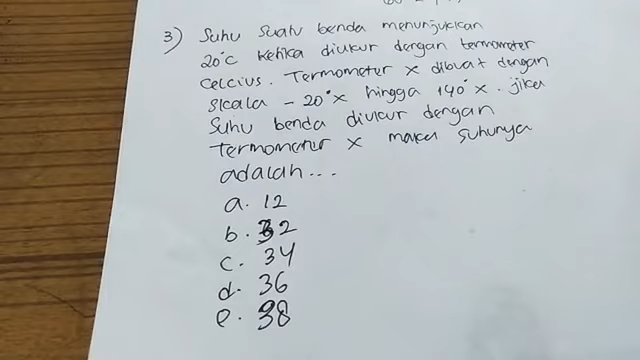 3) Suhu suatu benda menunjukkan
20°C ketika diukur dengan termometer
celcius. Termometer x dibuat dengan
skala - 20°x hingga 140°x. jika
Suhu benda diukur dengan
termometer x maka suhunya
adalah...
a. 12
b. 32
c. 34
d. 36
e. 38